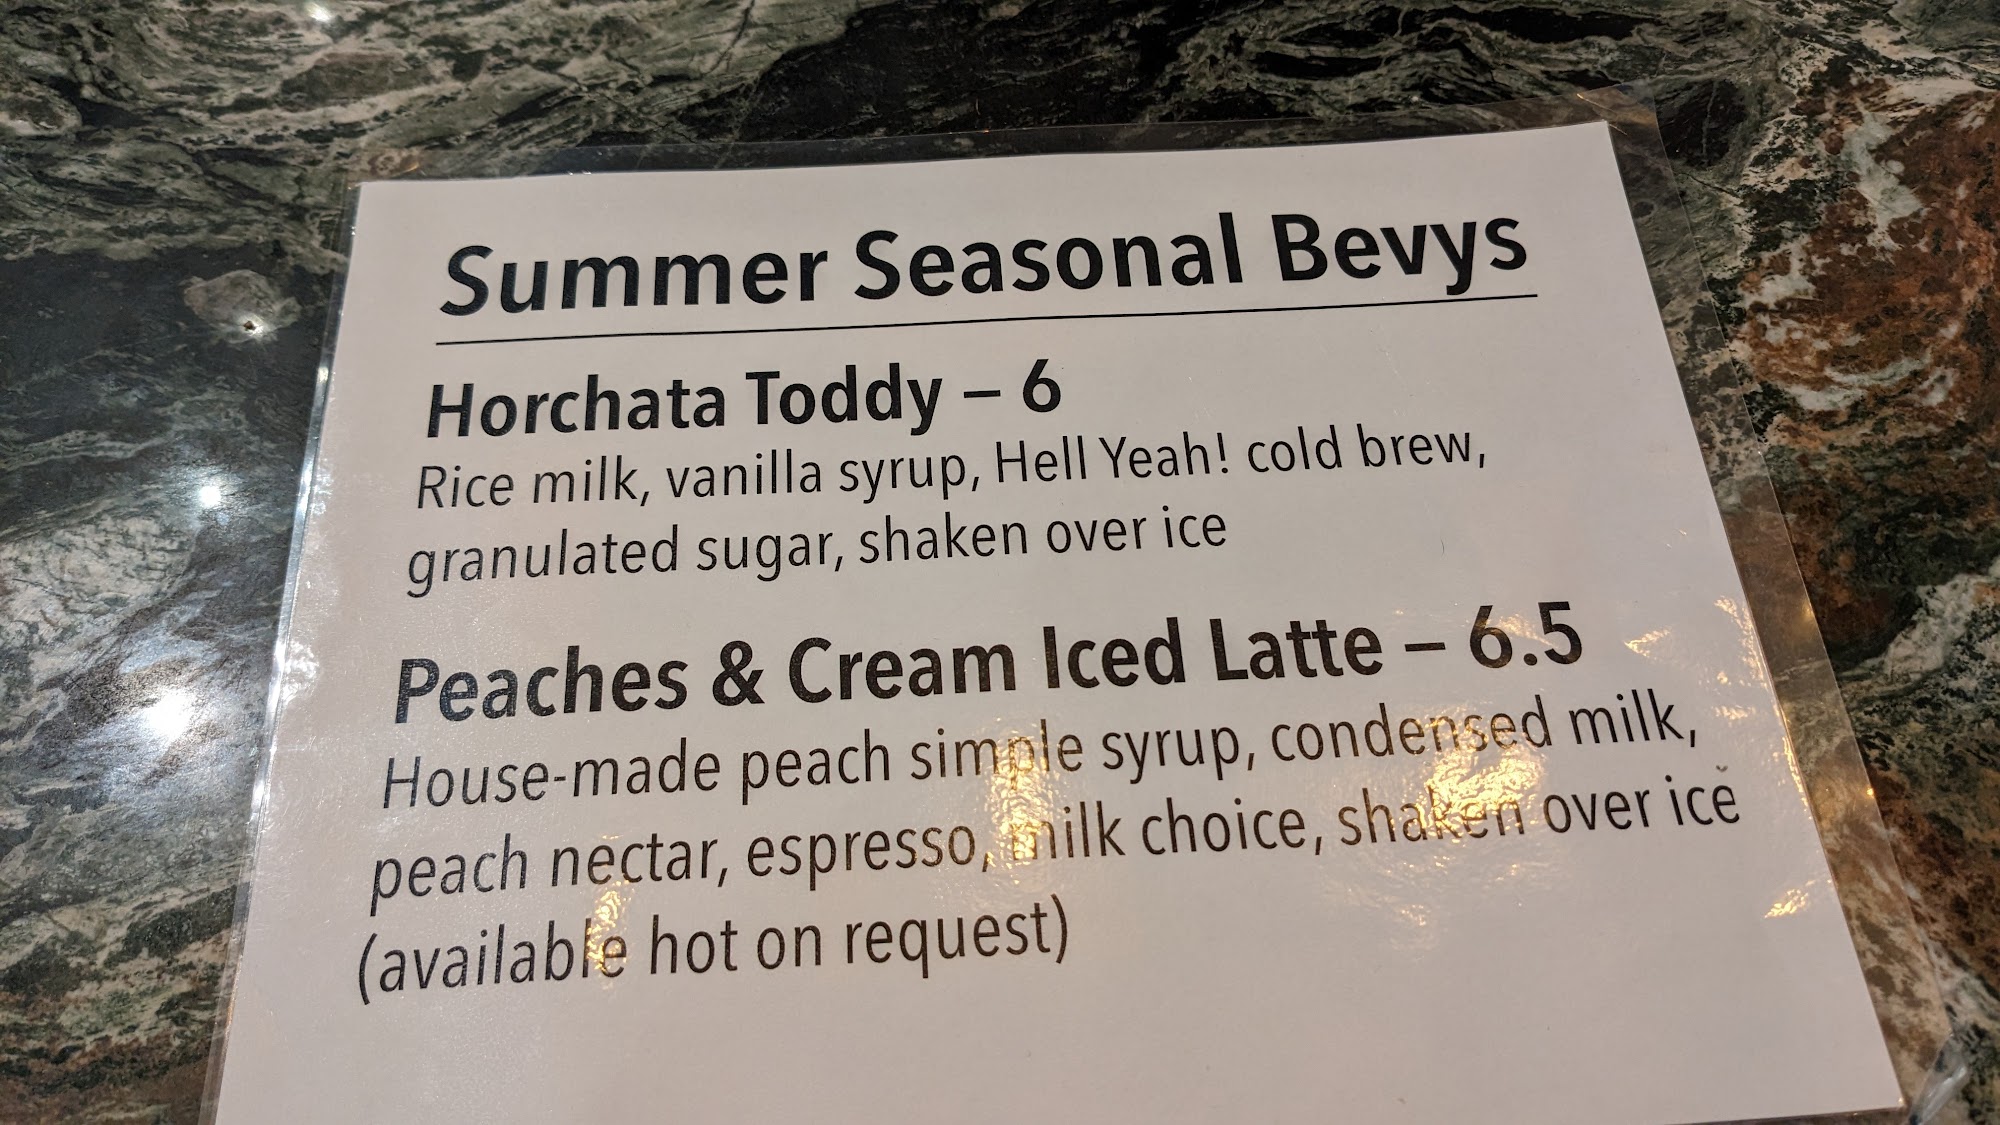 Summer Seasonal Bevys
Horchata Toddy – 6
Rice milk, vanilla syrup, Hell Yeah! cold brew,
granulated sugar, shaken over ice
Peaches & Cream Iced Latte – 6.5
House-made peach simple syrup, condensed milk,
peach nectar, espresso, milk choice, shaken over ice
(available hot on request)